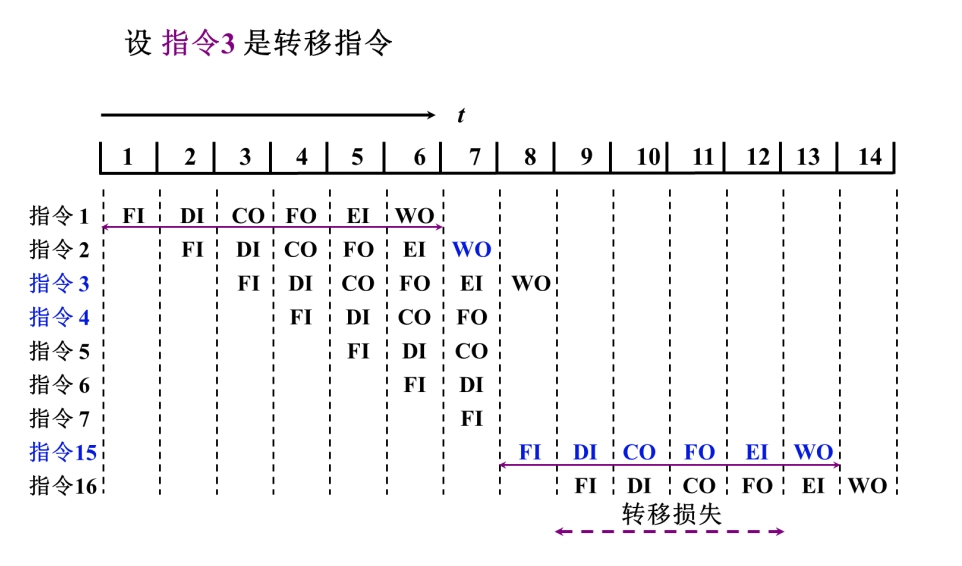 设 指令3 是转移指令
t
1 2 3 4 5 6 7 8 9 10 11 12 13 14
指令 1 FI DI CO FO EI WO
指令 2 FI DI CO FO EI WO
指令 3 FI DI CO FO EI WO
指令 4 FI DI CO FO
指令 5 FI DI CO
指令 6 FI DI
指令 7 FI
指令15 FI DI CO FO EI WO
指令16 FI DI CO FO EI WO
转移损失